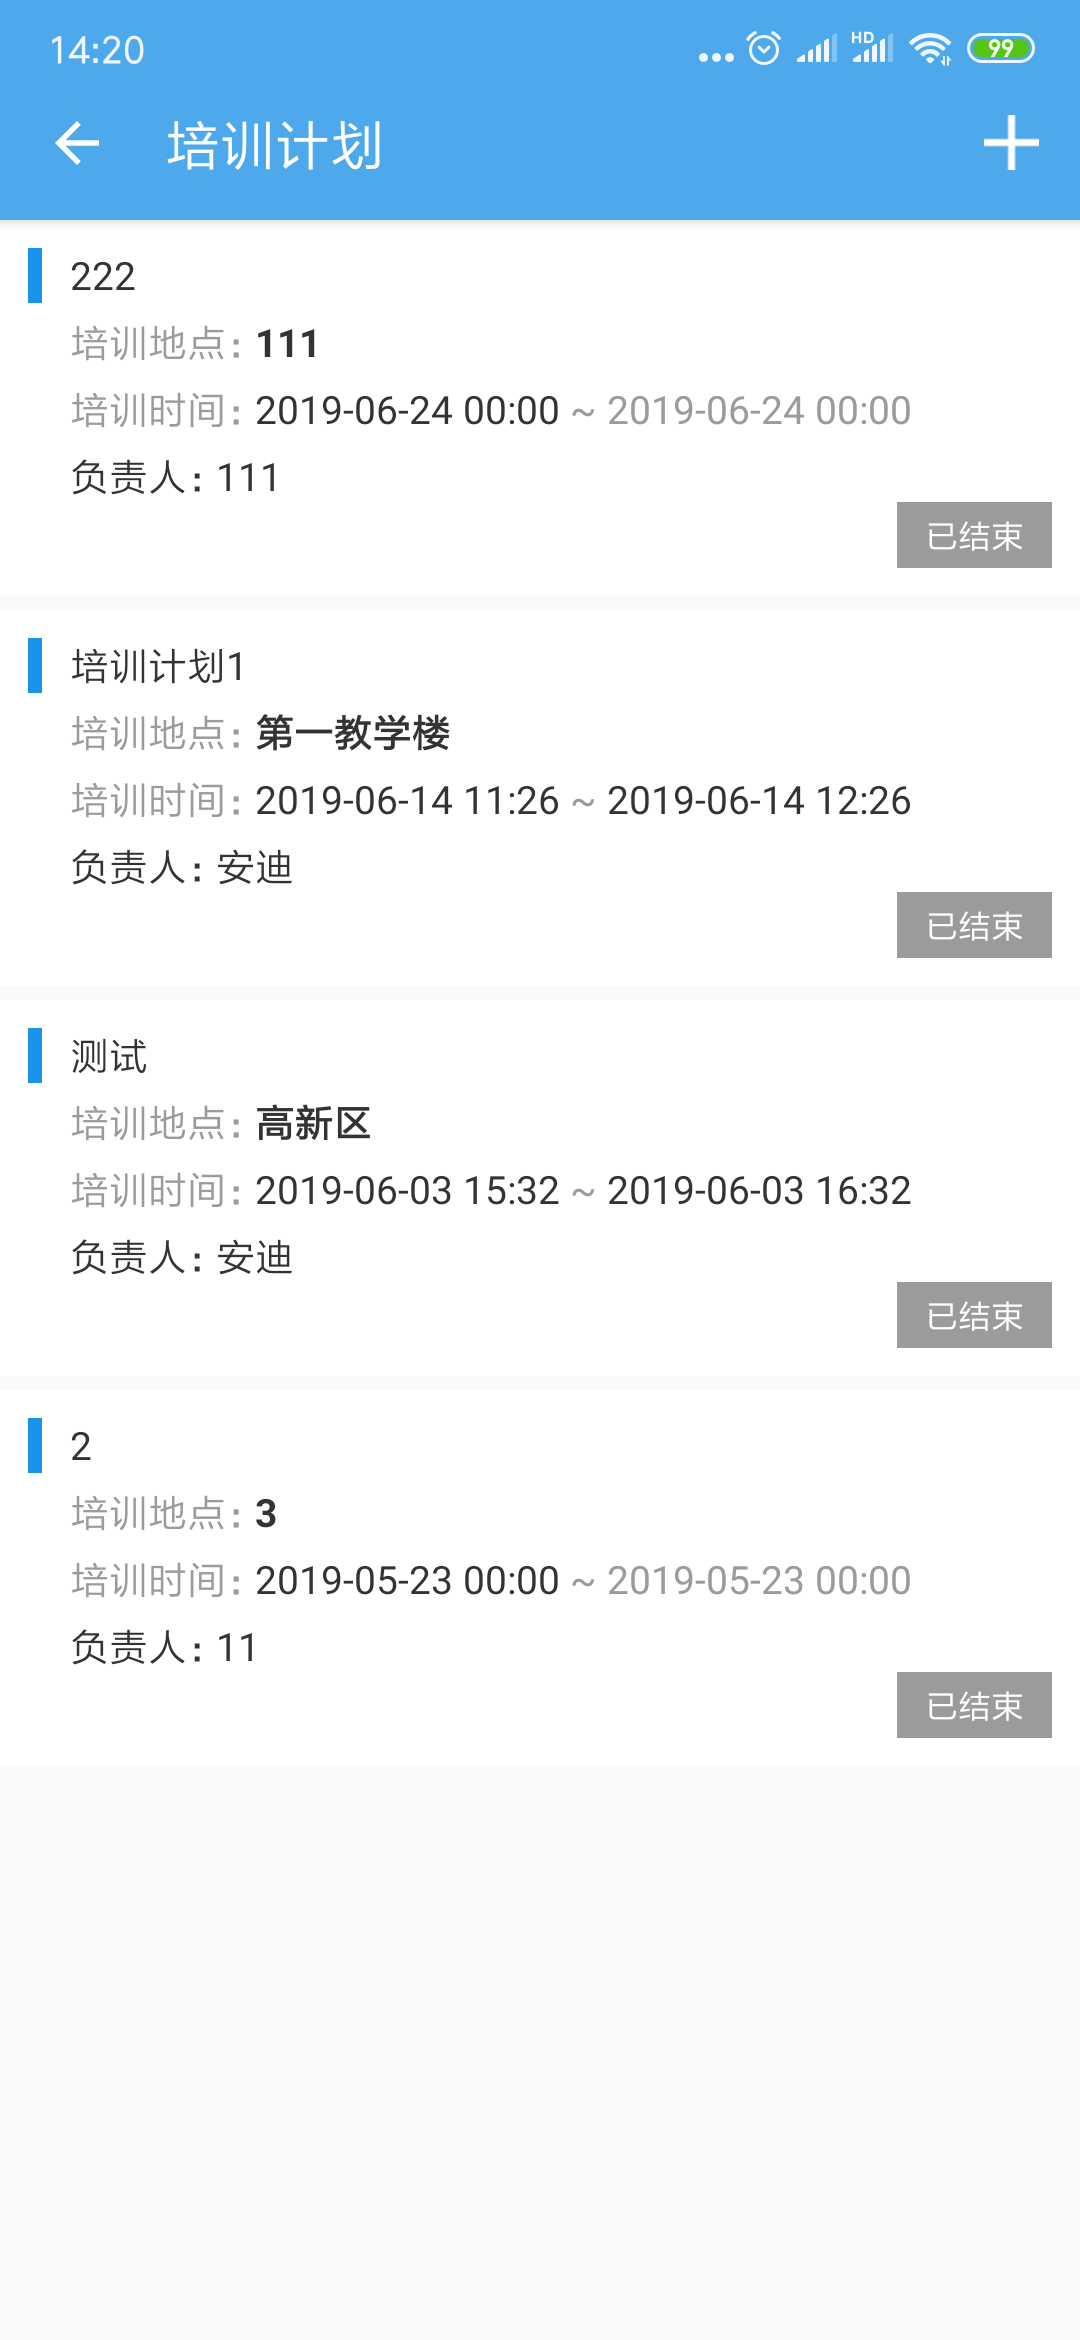 14:20
HD
99
培训计划
222
培训地点：111
培训时间：2019-06-24 00:00 ~ 2019-06-24 00:00
负责人：111
已结束
培训计划1
培训地点：第一教学楼
培训时间：2019-06-14 11:26 ~ 2019-06-14 12:26
负责人：安迪
已结束
测试
培训地点：高新区
培训时间：2019-06-03 15:32 ~ 2019-06-03 16:32
负责人：安迪
已结束
2
培训地点：3
培训时间：2019-05-23 00:00 ~ 2019-05-23 00:00
负责人：11
已结束